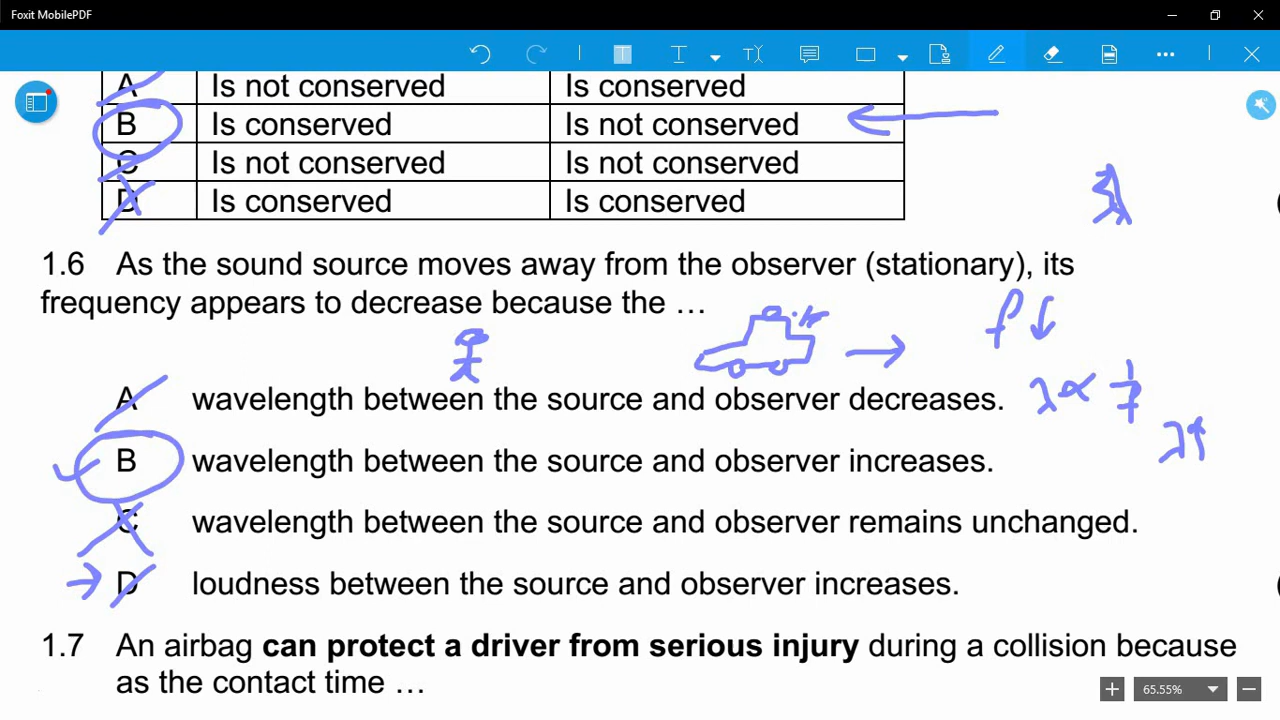 Foxit MobilePDF
A Is not conserved Is conserved
B Is conserved Is not conserved
C Is not conserved Is not conserved
D Is conserved Is conserved
1.6 As the sound source moves away from the observer (stationary), its
frequency appears to decrease because the …
f↓
A wavelength between the source and observer decreases.
λ ∝ 1/f
B wavelength between the source and observer increases.
λ↑
C wavelength between the source and observer remains unchanged.
D loudness between the source and observer increases.
1.7 An airbag can protect a driver from serious injury during a collision because
as the contact time …
65.55%